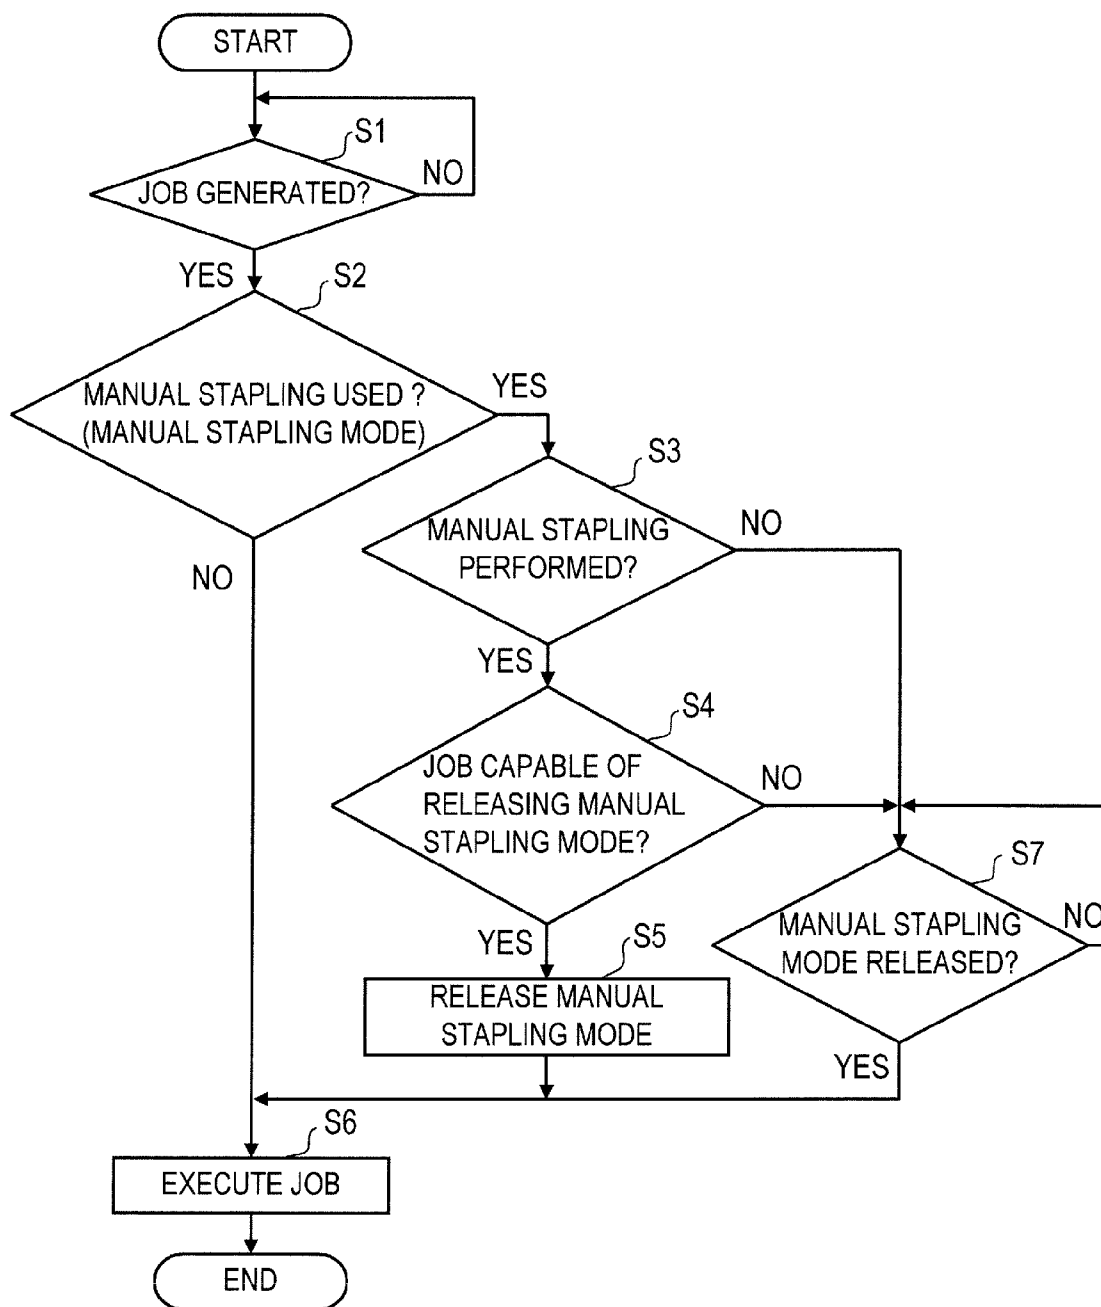 START
S1
JOB GENERATED?
NO
YES
S2
MANUAL STAPLING USED ?
(MANUAL STAPLING MODE)
YES
NO
S3
MANUAL STAPLING
PERFORMED?
NO
YES
S4
JOB CAPABLE OF
RELEASING MANUAL
STAPLING MODE?
NO
YES
S7
MANUAL STAPLING
MODE RELEASED?
NO
YES
S5
RELEASE MANUAL
STAPLING MODE
S6
EXECUTE JOB
END